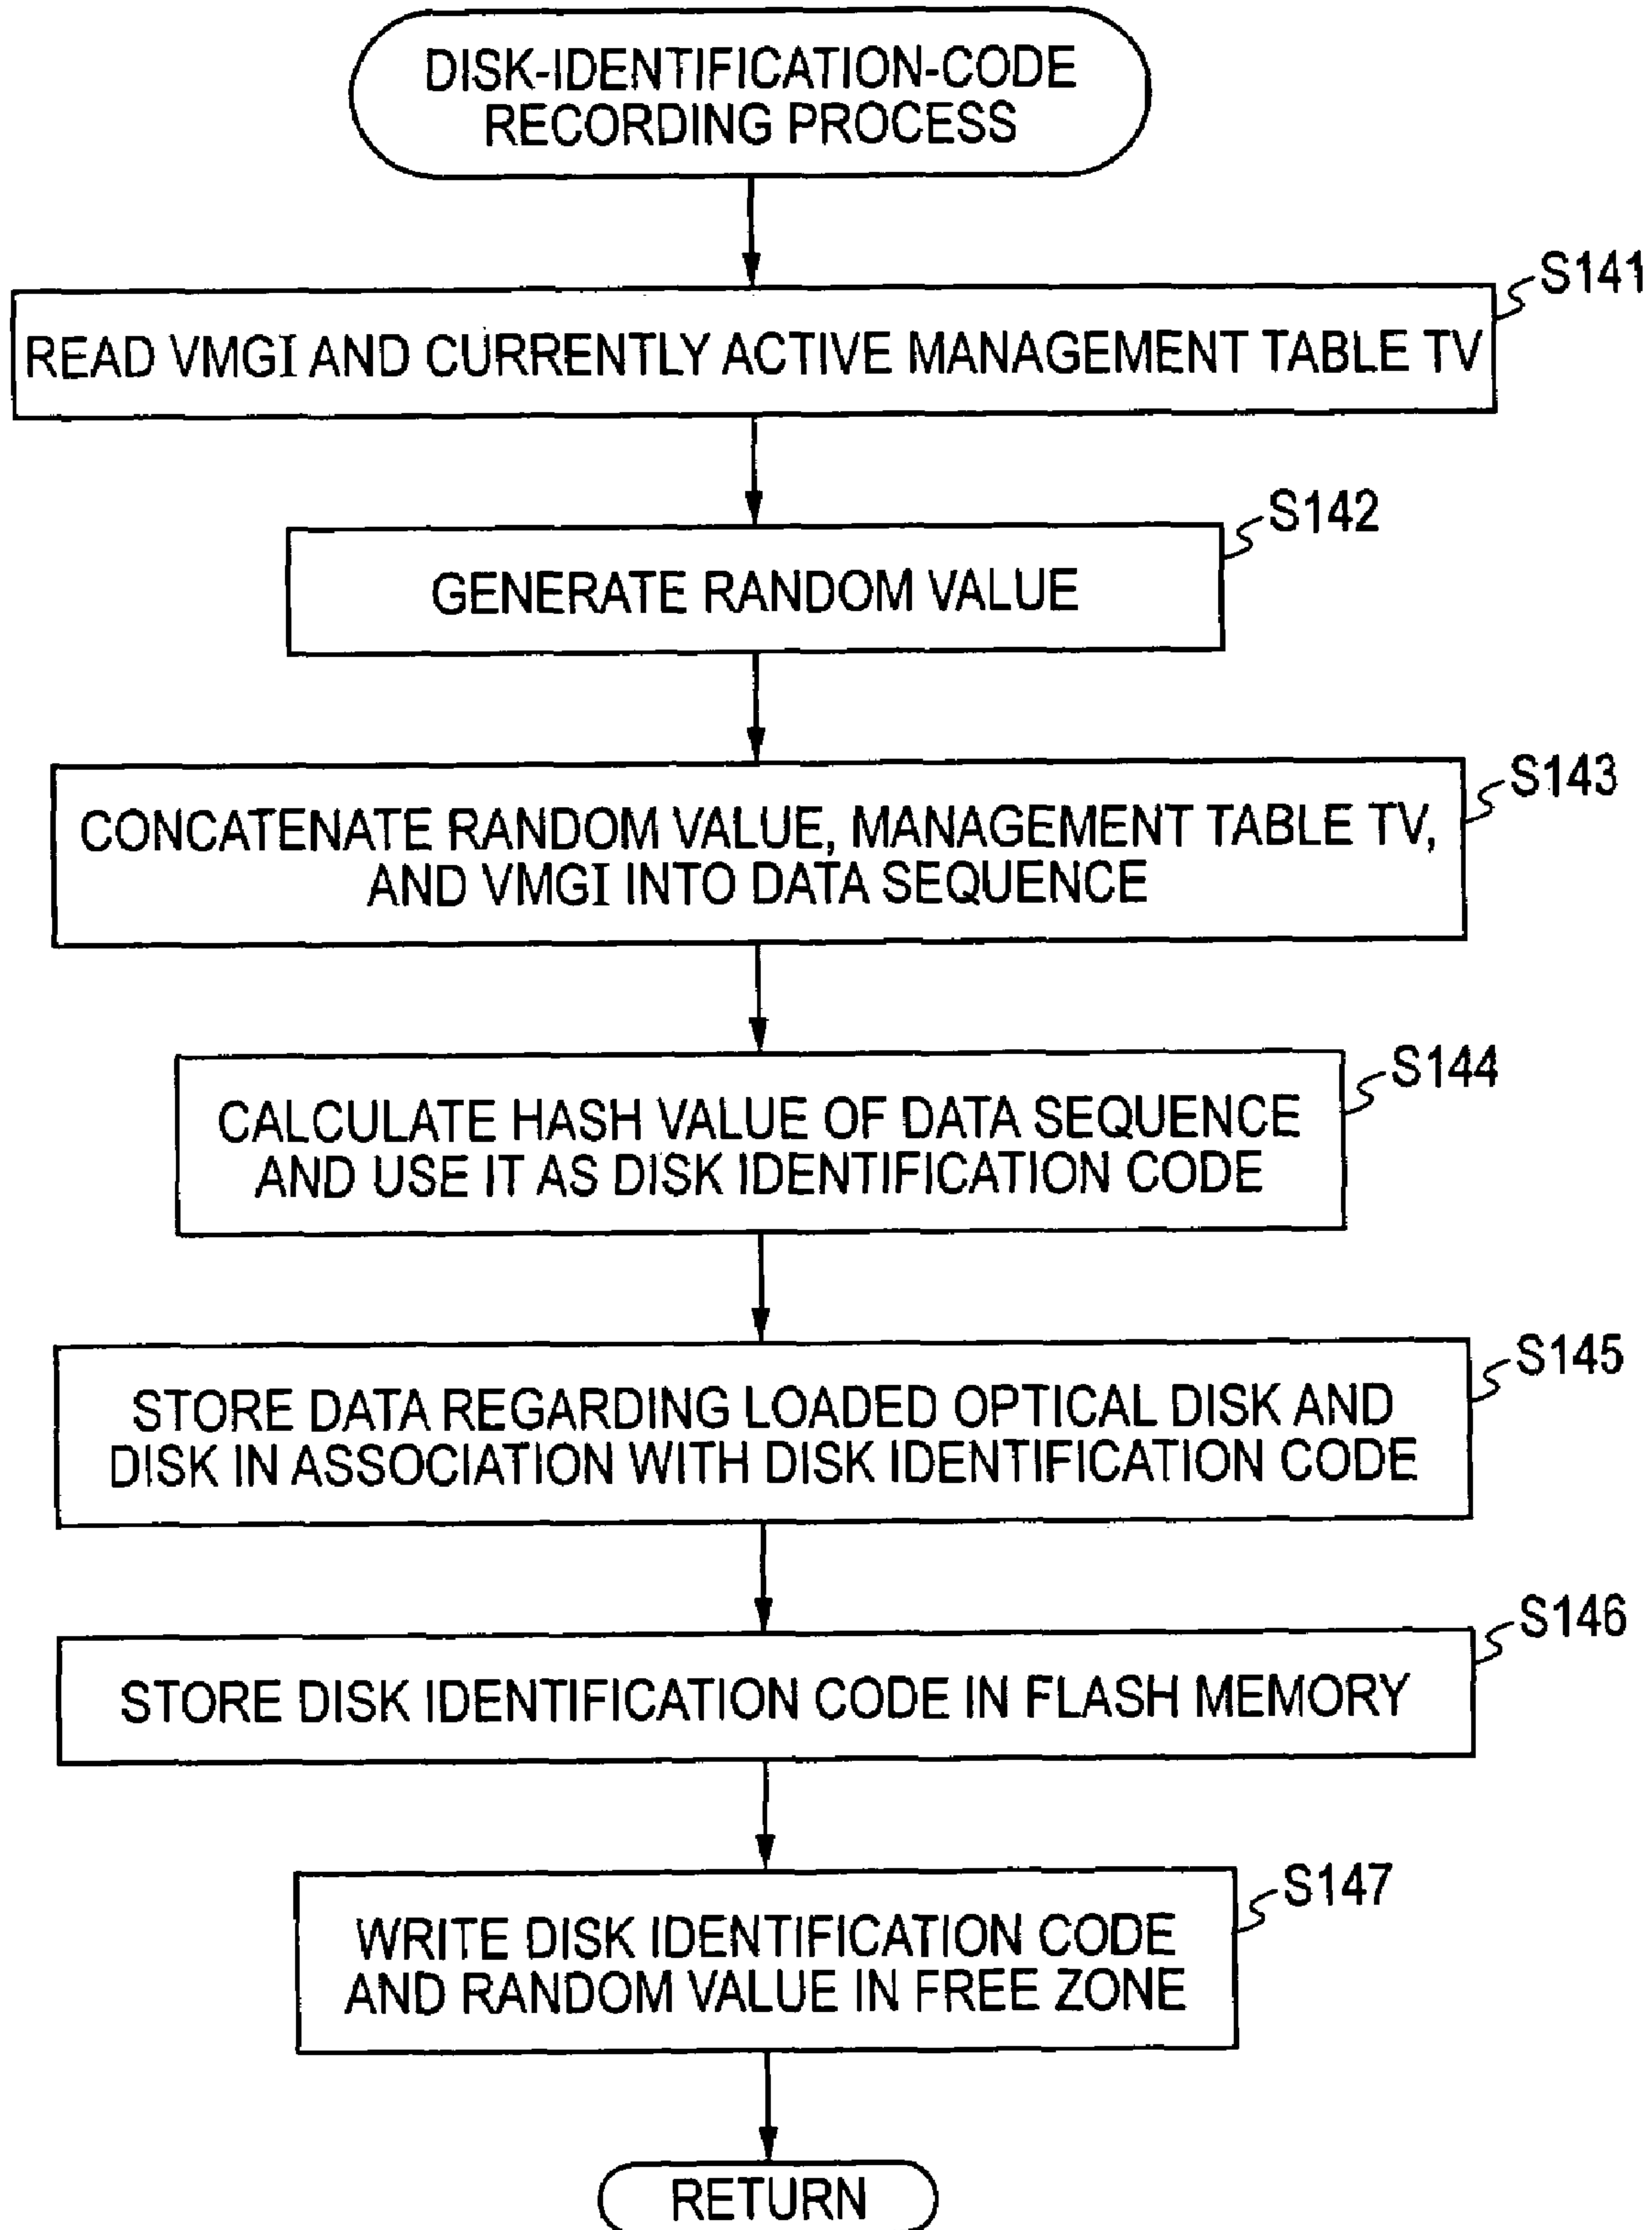 DISK-IDENTIFICATION-CODE
RECORDING PROCESS
S141
READ VMGI AND CURRENTLY ACTIVE MANAGEMENT TABLE TV
S142
GENERATE RANDOM VALUE
S143
CONCATENATE RANDOM VALUE, MANAGEMENT TABLE TV,
AND VMGI INTO DATA SEQUENCE
S144
CALCULATE HASH VALUE OF DATA SEQUENCE
AND USE IT AS DISK IDENTIFICATION CODE
S145
STORE DATA REGARDING LOADED OPTICAL DISK AND
DISK IN ASSOCIATION WITH DISK IDENTIFICATION CODE
S146
STORE DISK IDENTIFICATION CODE IN FLASH MEMORY
S147
WRITE DISK IDENTIFICATION CODE
AND RANDOM VALUE IN FREE ZONE
RETURN